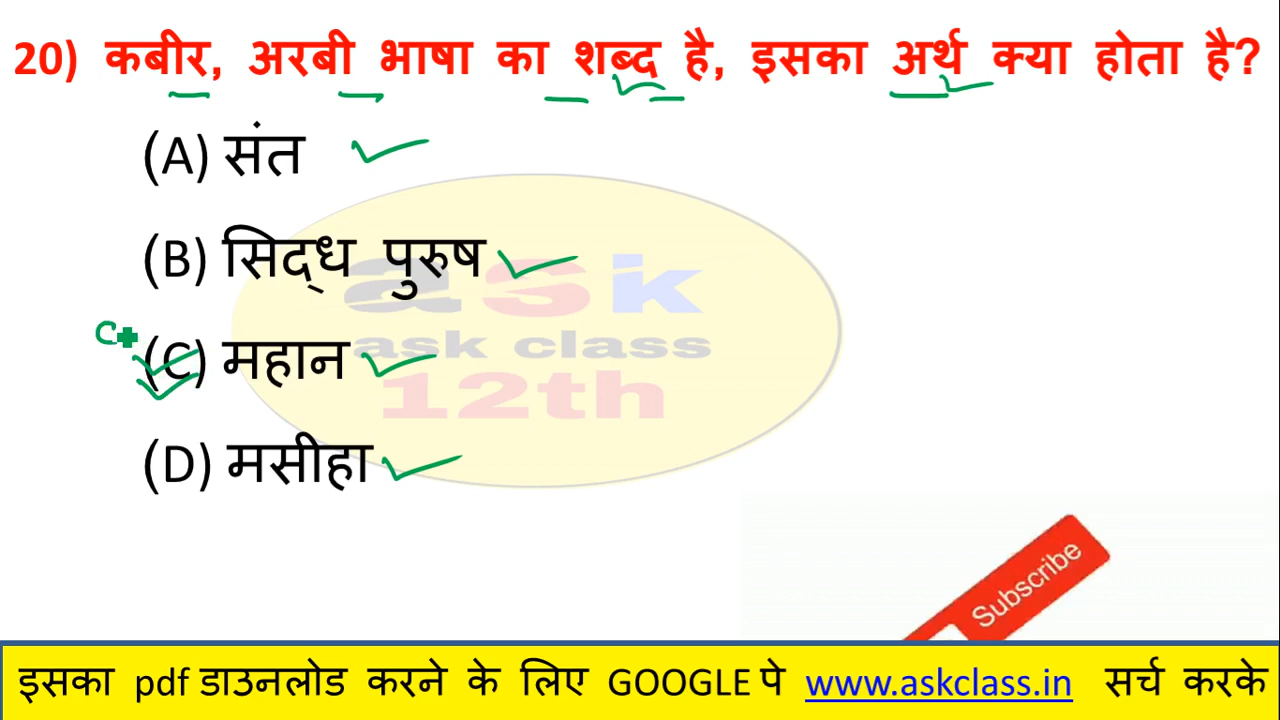 20) कबीर, अरबी भाषा का शब्द है, इसका अर्थ क्या होता है?
(A) संत
(B) सिद्ध पुरुष
(C) महान
(D) मसीहा
ask
ask class
12th
C
Subscribe
इसका pdf डाउनलोड करने के लिए GOOGLE पे www.askclass.in सर्च करके